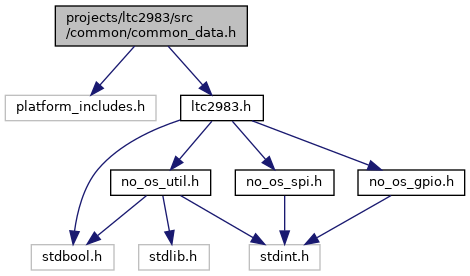 projects/ltc2983/src
/common/common_data.h
platform_includes.h
ltc2983.h
no_os_util.h
no_os_spi.h
no_os_gpio.h
stdbool.h
stdlib.h
stdint.h